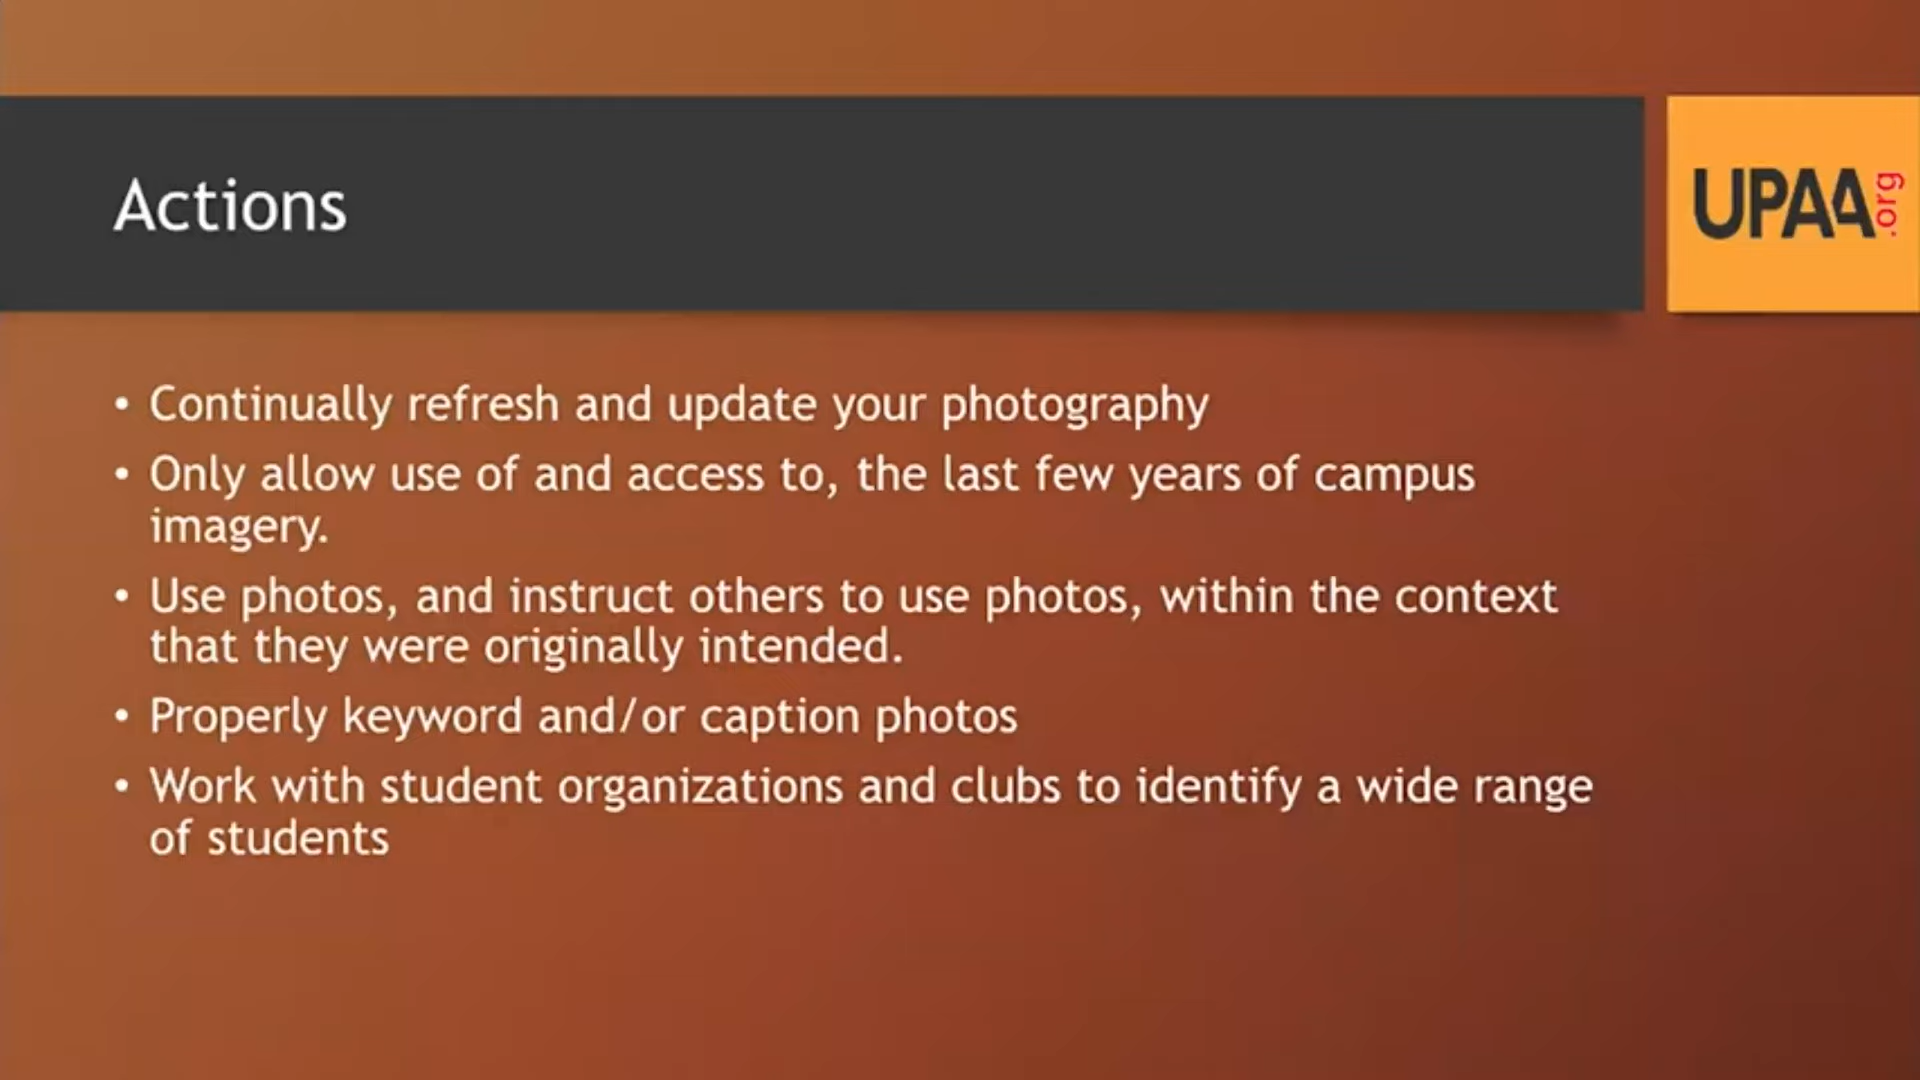 Actions
UPAA.org
• Continually refresh and update your photography
• Only allow use of and access to, the last few years of campus
imagery.
• Use photos, and instruct others to use photos, within the context
that they were originally intended.
• Properly keyword and/or caption photos
• Work with student organizations and clubs to identify a wide range
of students